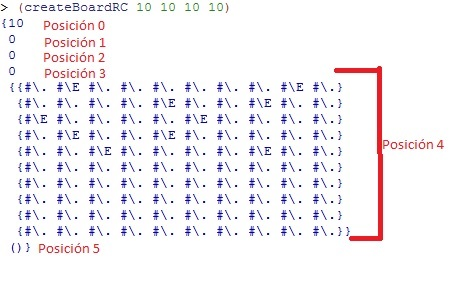 > (createBoardRC 10 10 10 10)
{10 Posición 0
0 Posición 1
0 Posición 2
0 Posición 3
{{#\. #\E #\. #\. #\. #\. #\. #\. #\E #\.}
{#\. #\. #\. #\. #\E #\. #\. #\E #\. #\.}
{#\E #\. #\. #\. #\. #\E #\. #\. #\. #\.}
{#\. #\E #\. #\. #\E #\. #\. #\. #\. #\.}
{#\. #\. #\E #\. #\. #\. #\. #\E #\. #\.} Posición 4
{#\. #\. #\. #\. #\. #\. #\. #\. #\. #\.}
{#\. #\. #\. #\. #\. #\. #\. #\. #\. #\.}
{#\. #\. #\. #\. #\. #\. #\. #\. #\. #\.}
{#\. #\. #\. #\. #\. #\. #\. #\. #\. #\.}
{#\. #\. #\. #\. #\. #\. #\. #\. #\. #\.}}
()} Posición 5